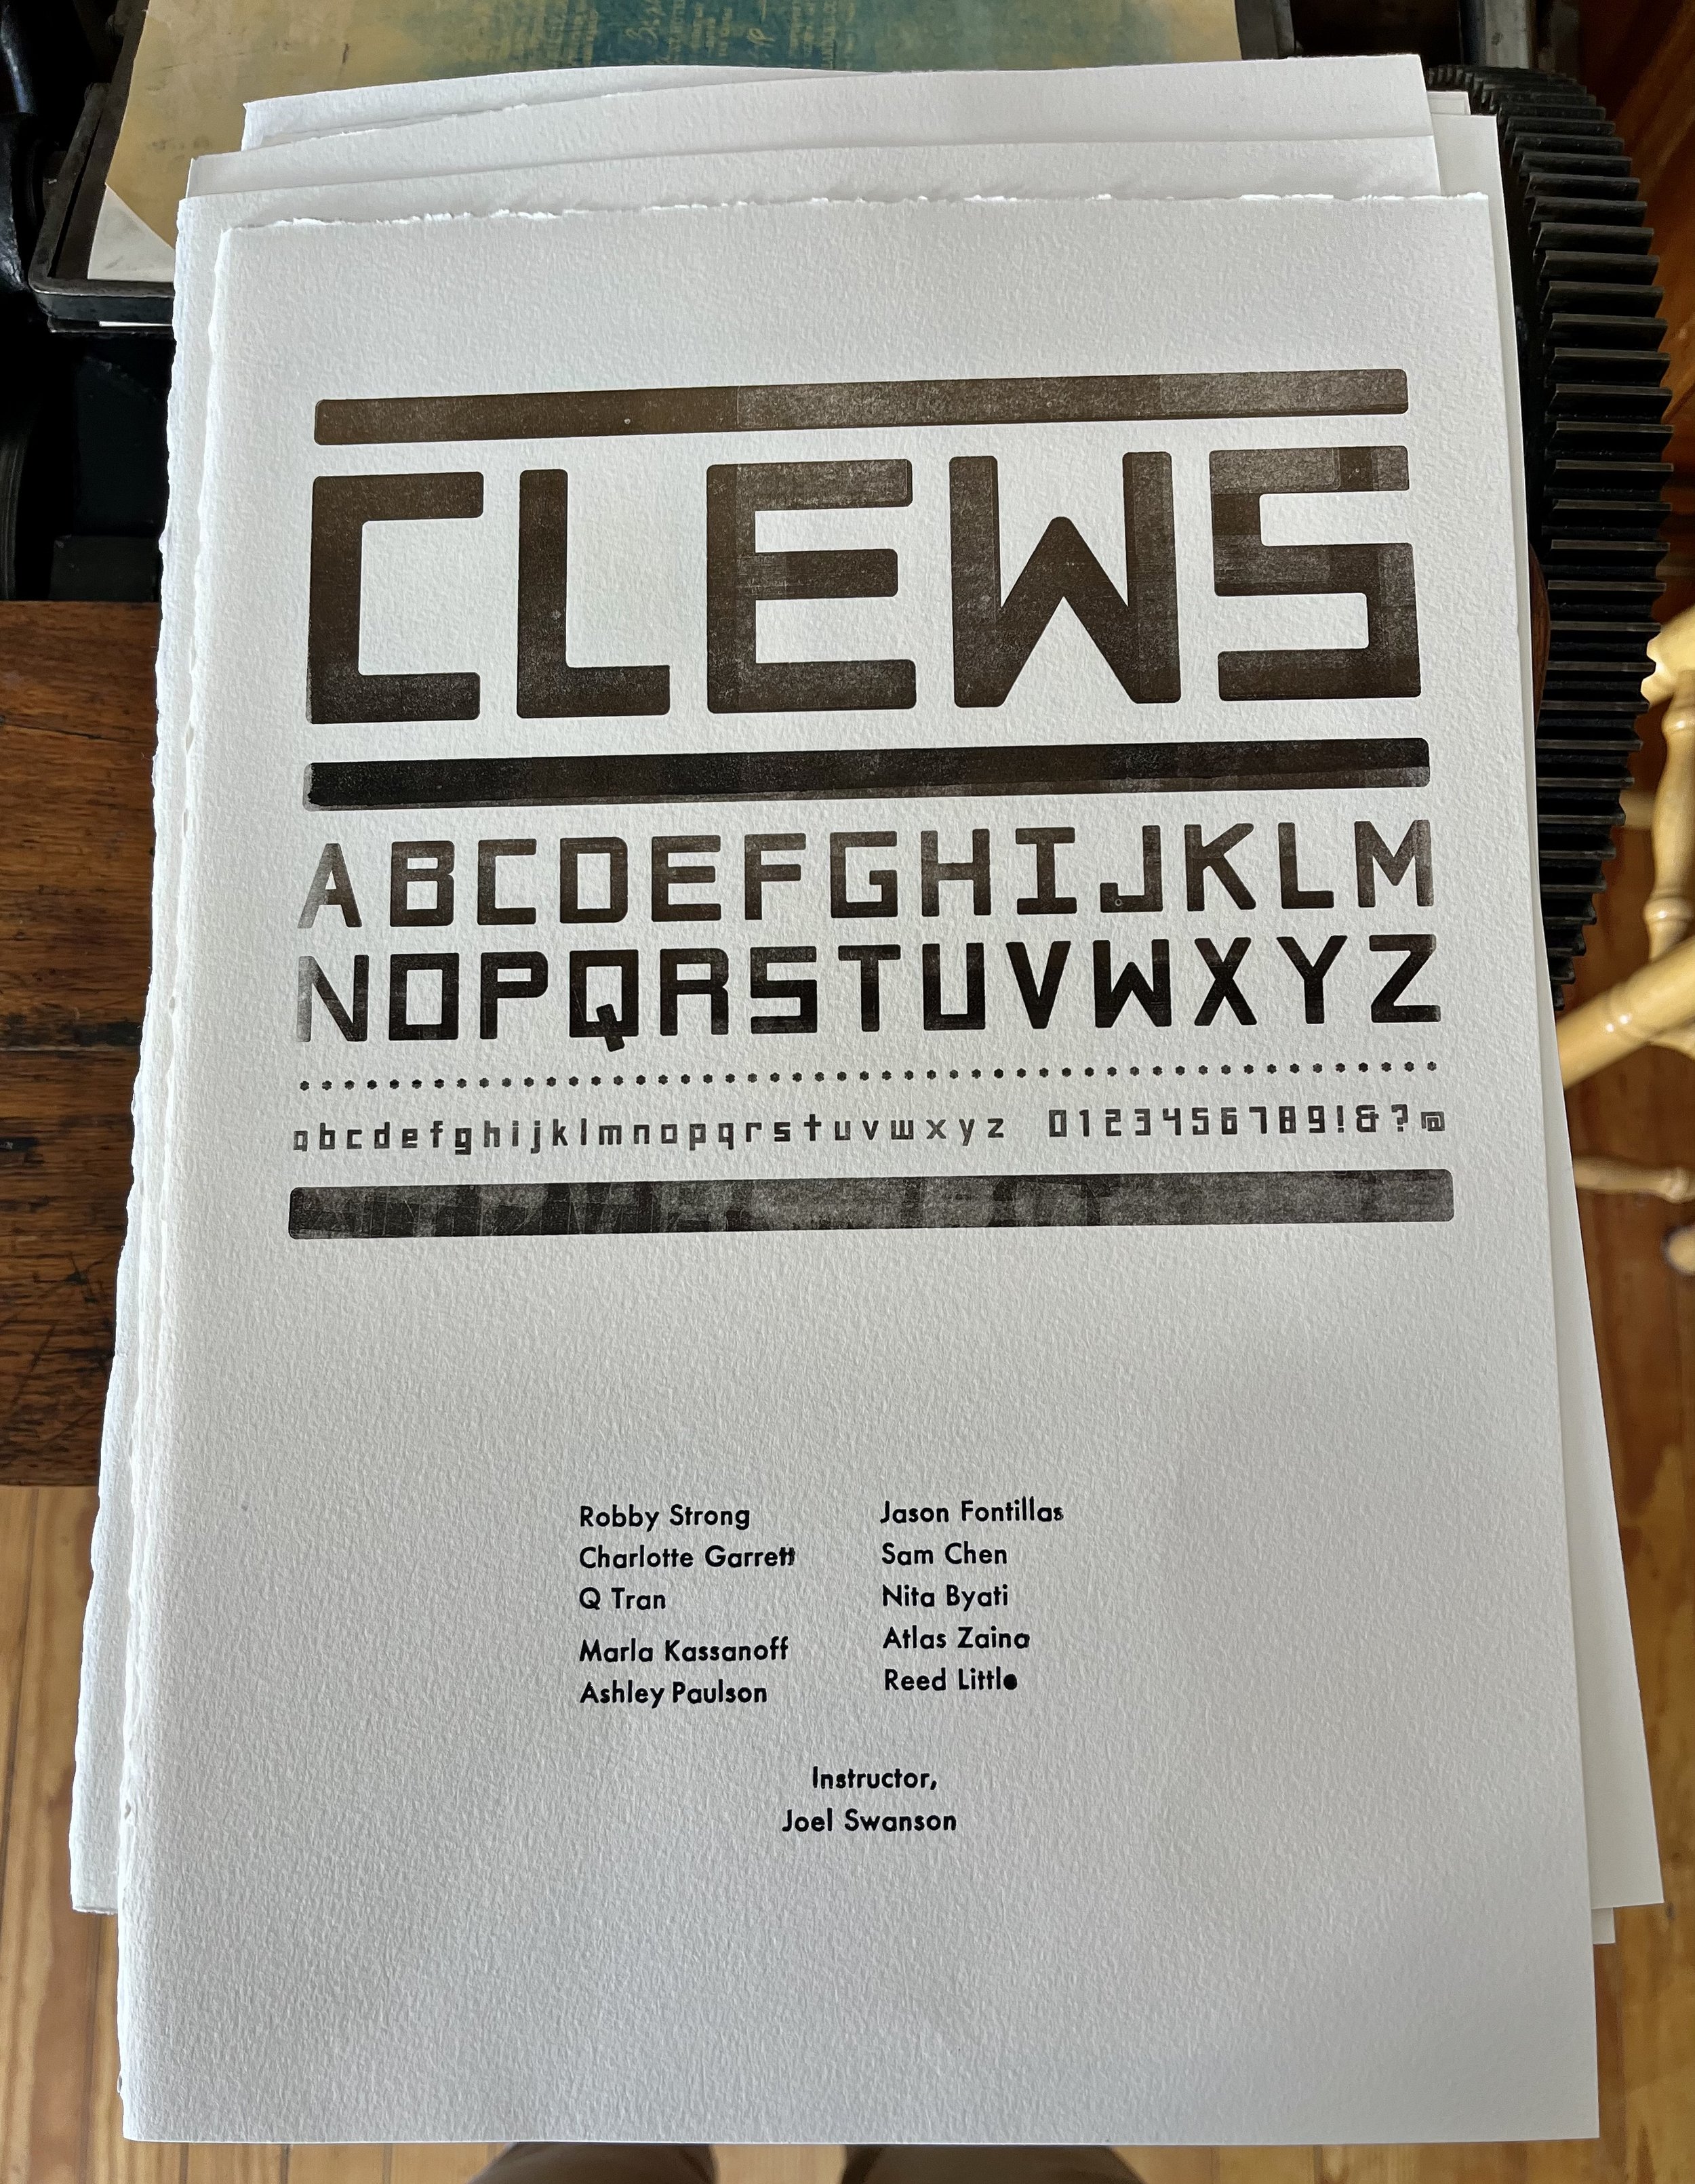 CLEWS
ABCDEFGHIJKLM
NOPQRSTUVWXYZ
abcdefghijklmnopqrstuvwxyz 0123456789!&?@
Robby Strong
Charlotte Garrett
Q Tran
Marla Kassanoff
Ashley Paulson
Jason Fontillas
Sam Chen
Nita Byati
Atlas Zaina
Reed Little
Instructor,
Joel Swanson